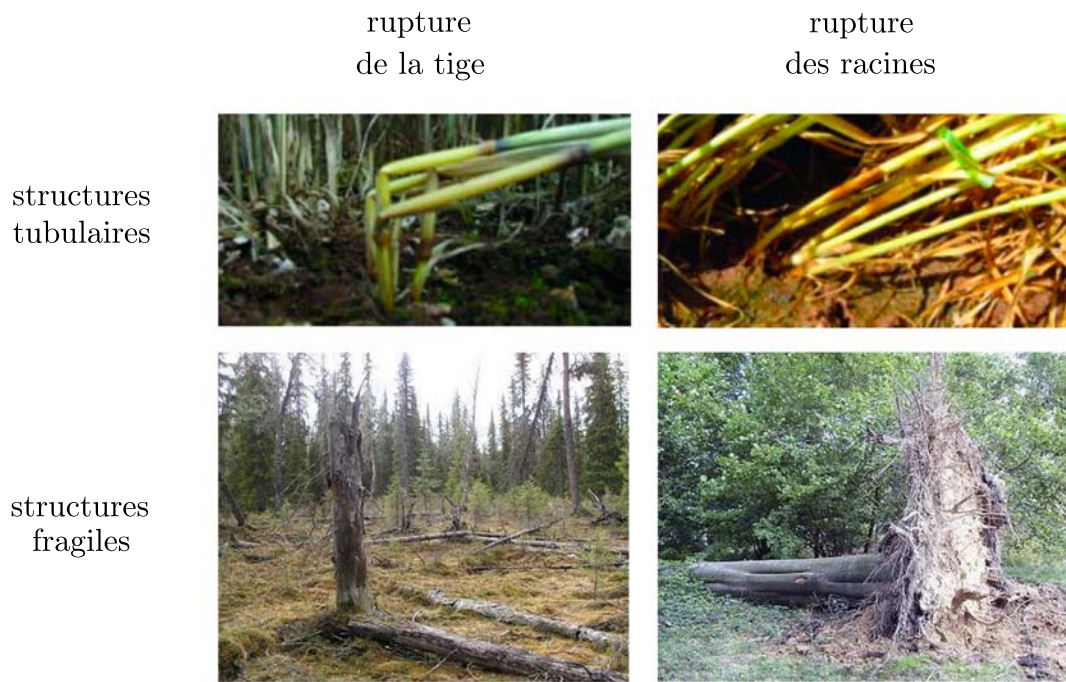 rupture
de la tige
rupture
des racines
structures
tubulaires
structures
fragiles